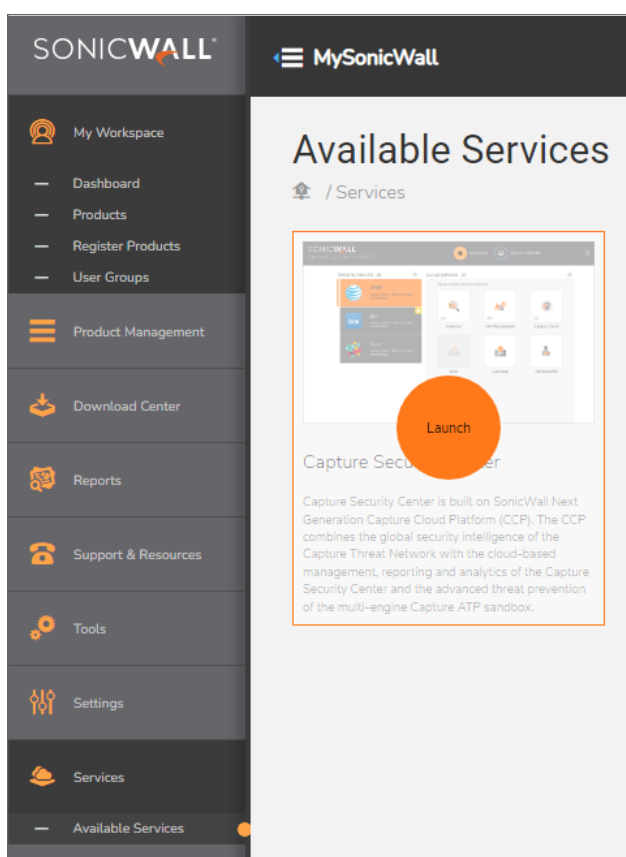 SONICWALL
MySonicWall
My Workspace
Dashboard
Products
Register Products
User Groups
Product Management
Download Center
Reports
Support & Resources
Tools
Settings
Services
Available Services
Available Services
/ Services
SONICWALL
Launch
Capture Secu er
Capture Security Center is built on SonicWall Next
Generation Capture Cloud Platform (CCP). The CCP
combines the global security intelligence of the
Capture Threat Network with the cloud-based
management, reporting and analytics of the Capture
Security Center and the advanced threat prevention
of the multi-engine Capture ATP sandbox.